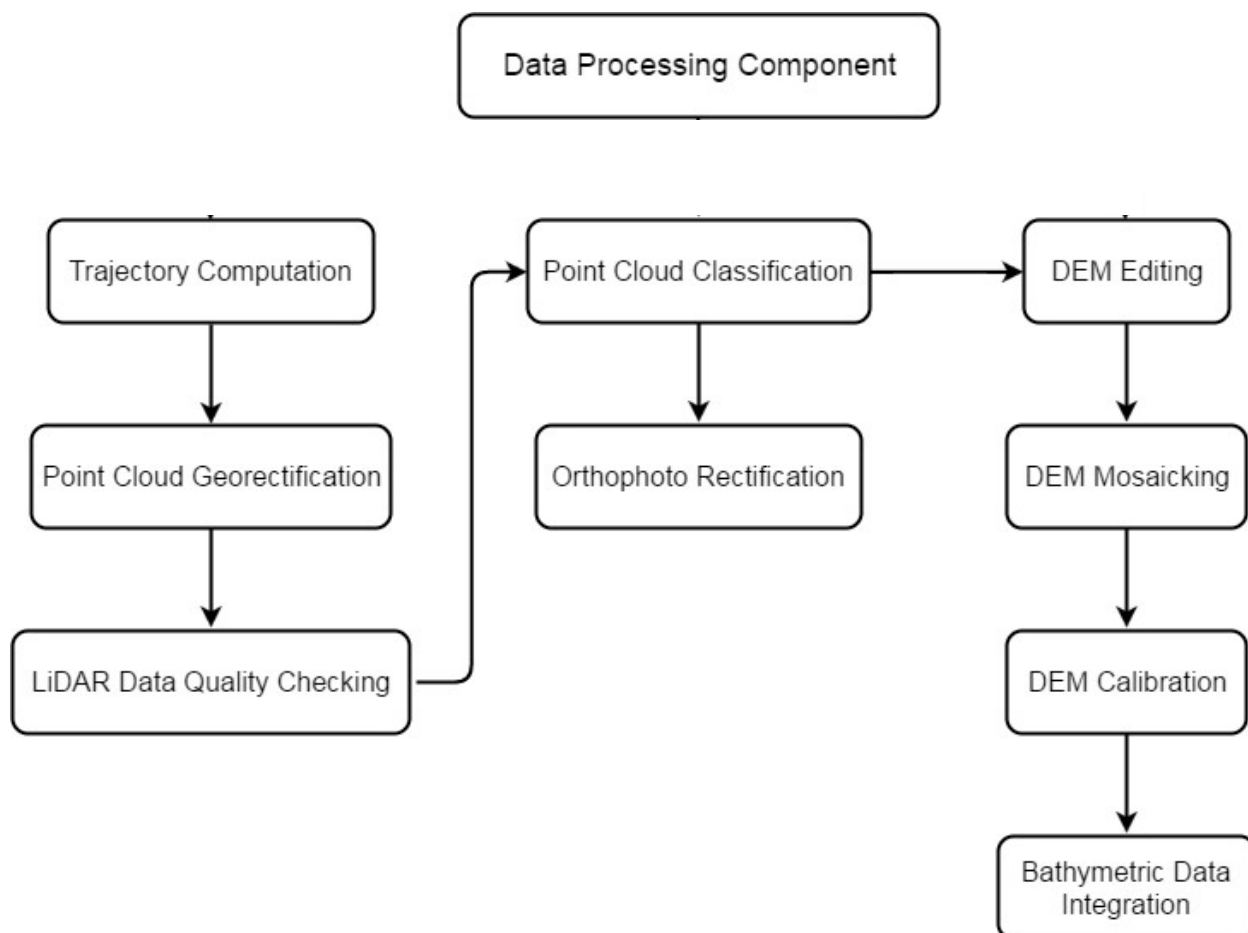 Data Processing Component
Trajectory Computation
Point Cloud Georectification
LiDAR Data Quality Checking
Point Cloud Classification
Orthophoto Rectification
DEM Editing
DEM Mosaicking
DEM Calibration
Bathymetric Data
Integration